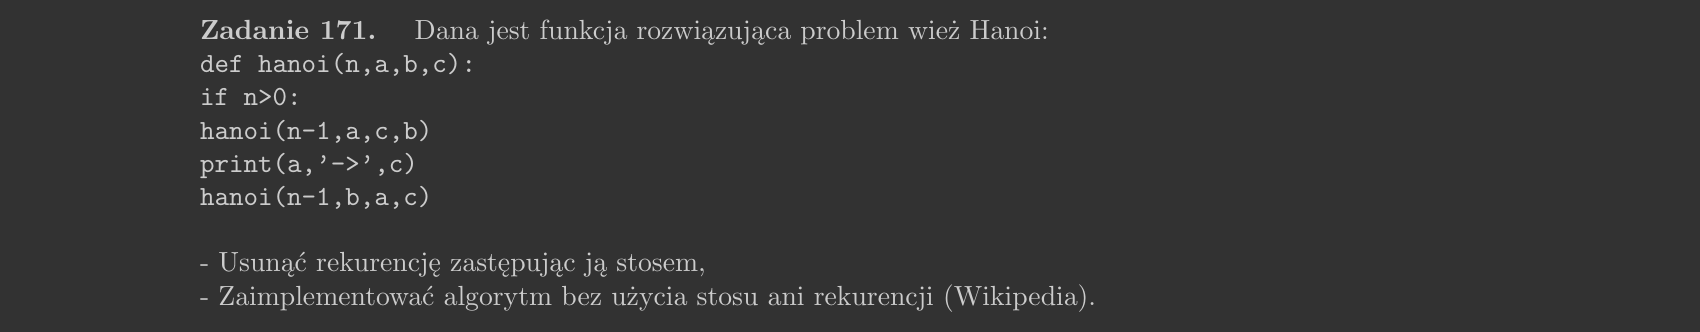 Zadanie 171. Dana jest funkcja rozwiązująca problem wież Hanoi:
def hanoi(n,a,b,c):
if n>0:
hanoi(n-1,a,c,b)
print(a,’->’,c)
hanoi(n-1,b,a,c)
- Usunąć rekurencję zastępując ją stosem,
- Zaimplementować algorytm bez użycia stosu ani rekurencji (Wikipedia).